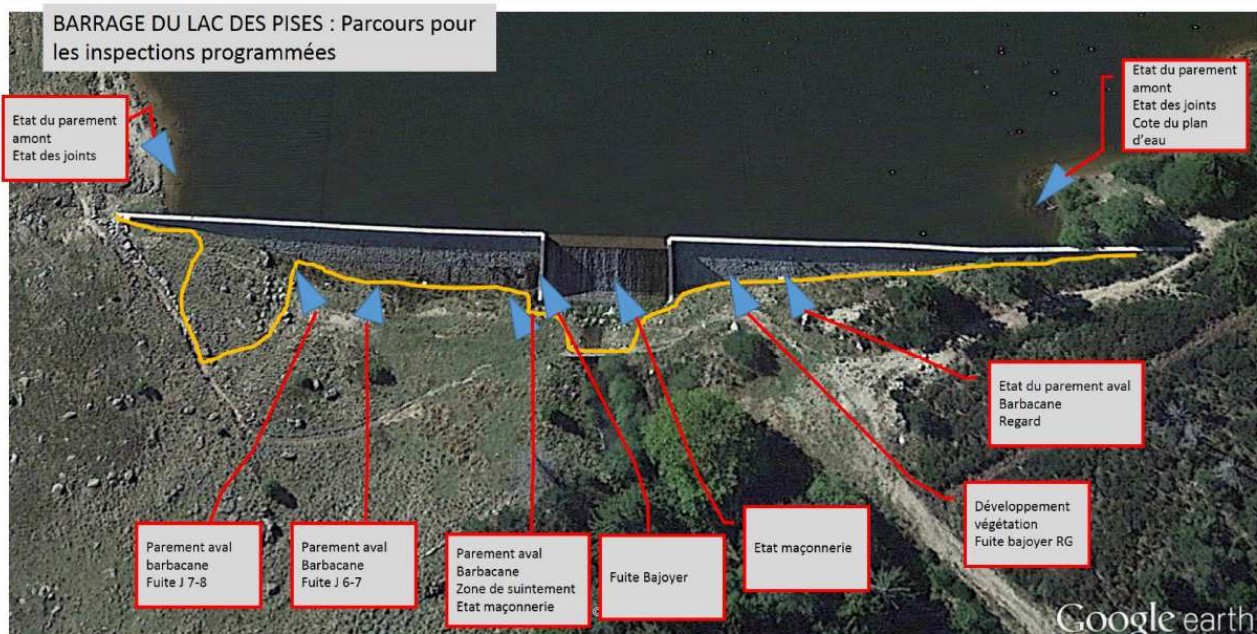 BARRAGE DU LAC DES PISES : Parcours pour
les inspections programmées
Etat du parement
amont
Etat des joints
Etat du parement
amont
Etat des joints
Cote du plan
d'eau
Etat du parement aval
Barbacane
Regard
Développement
végétation
Fuite bajoyer RG
Etat maçonnerie
Fuite Bajoyer
Parement aval
Barbacane
Zone de suintement
Etat maçonnerie
Parement aval
Barbacane
Fuite J 6-7
Parement aval
barbacane
Fuite J 7-8
©
Google earth